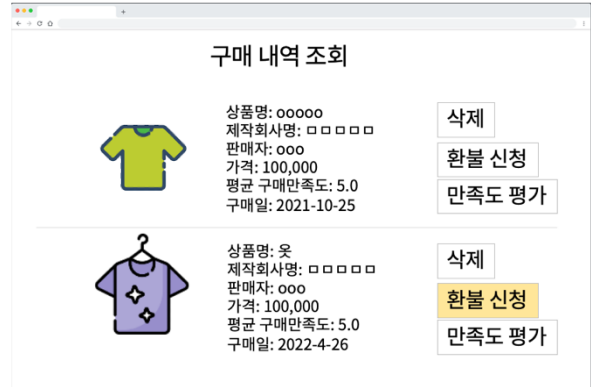 구매 내역 조회
상품명: ooooo
제작회사명: ㅁㅁㅁㅁㅁ
판매자: ooo
가격: 100,000
평균 구매만족도: 5.0
구매일: 2021-10-25
삭제
환불 신청
만족도 평가
상품명: 옷
제작회사명: ㅁㅁㅁㅁㅁ
판매자: ooo
가격: 100,000
평균 구매만족도: 5.0
구매일: 2022-4-26
삭제
환불 신청
만족도 평가